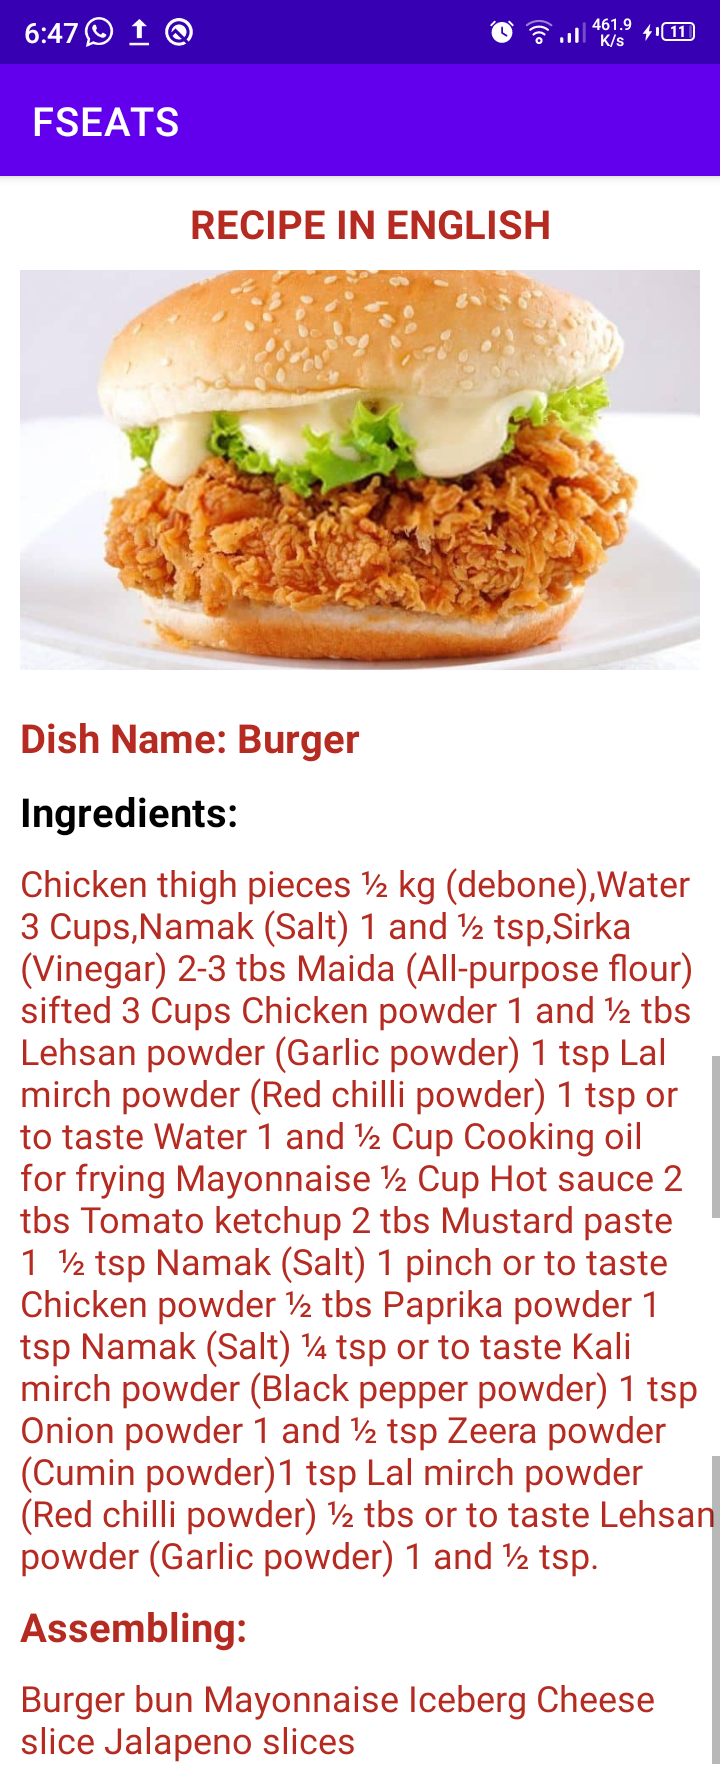 6:47
461.9
K/s
11
FSEATS
RECIPE IN ENGLISH
Dish Name: Burger
Ingredients:
Chicken thigh pieces ½ kg (debone),Water
3 Cups,Namak (Salt) 1 and ½ tsp,Sirka
(Vinegar) 2-3 tbs Maida (All-purpose flour)
sifted 3 Cups Chicken powder 1 and ½ tbs
Lehsan powder (Garlic powder) 1 tsp Lal
mirch powder (Red chilli powder) 1 tsp or
to taste Water 1 and ½ Cup Cooking oil
for frying Mayonnaise ½ Cup Hot sauce 2
tbs Tomato ketchup 2 tbs Mustard paste
1  ½ tsp Namak (Salt) 1 pinch or to taste
Chicken powder ½ tbs Paprika powder 1
tsp Namak (Salt) ¼ tsp or to taste Kali
mirch powder (Black pepper powder) 1 tsp
Onion powder 1 and ½ tsp Zeera powder
(Cumin powder)1 tsp Lal mirch powder
(Red chilli powder) ½ tbs or to taste Lehsan
powder (Garlic powder) 1 and ½ tsp.
Assembling:
Burger bun Mayonnaise Iceberg Cheese
slice Jalapeno slices